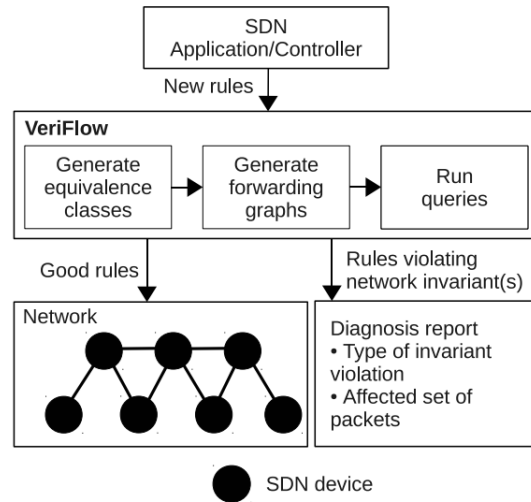 SDN
Application/Controller
New rules
VeriFlow
Generate
equivalence
classes
Generate
forwarding
graphs
Run
queries
Good rules
Rules violating
network invariant(s)
Network
Diagnosis report
• Type of invariant
violation
• Affected set of
packets
SDN device